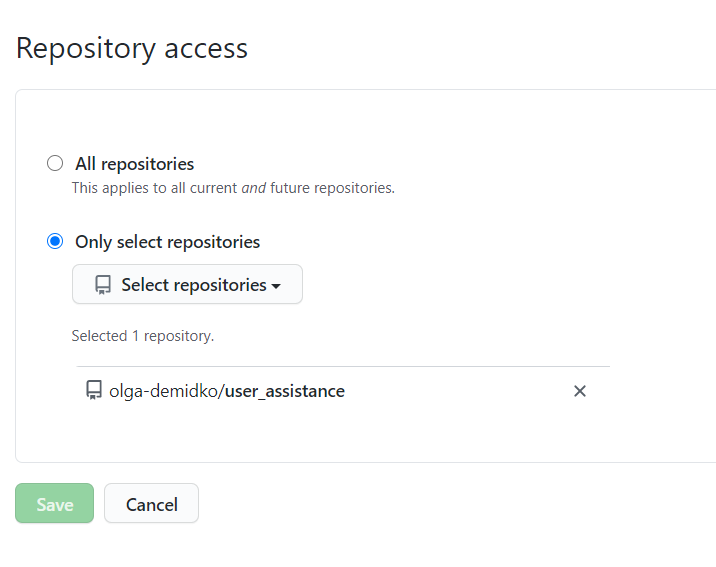 Repository access
All repositories
This applies to all current and future repositories.
Only select repositories
Select repositories
Selected 1 repository.
olga-demidko/user_assistance
Save
Cancel